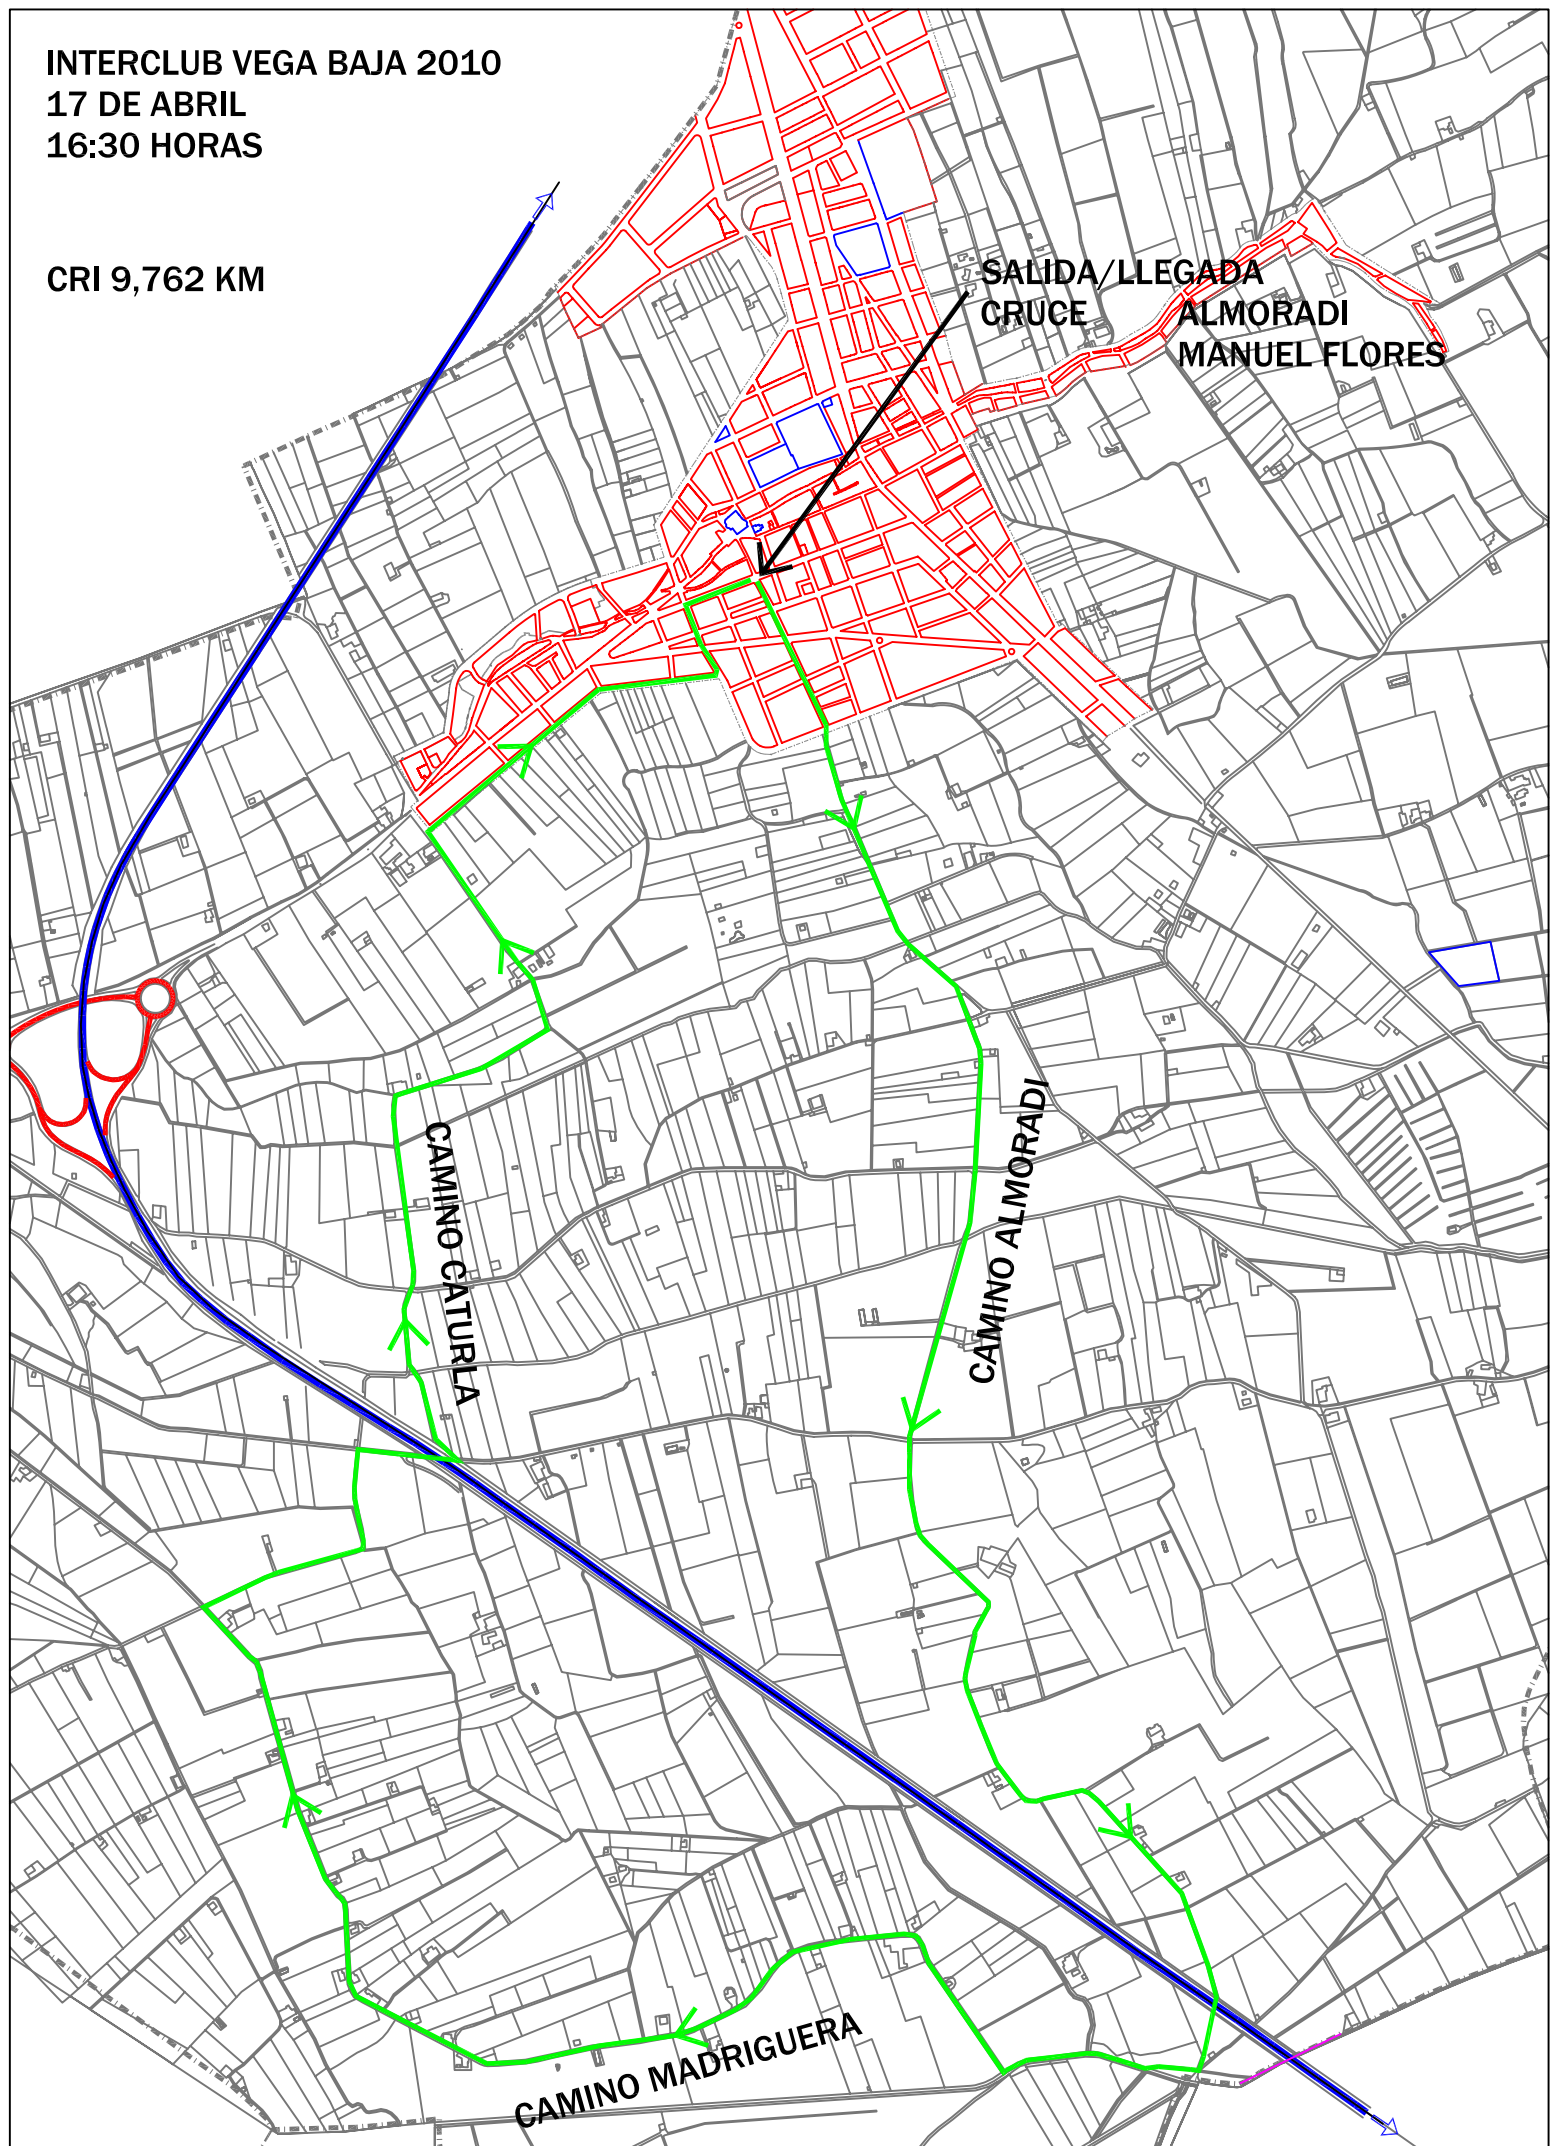 INTERCLUB VEGA BAJA 2010
17 DE ABRIL
16:30 HORAS
CRI 9,762 KM
SALIDA/LLEGADA
CRUCE ALMORADI
MANUEL FLORES
CAMINO CATURLA
CAMINO ALMORADI
CAMINO MADRIGUERA